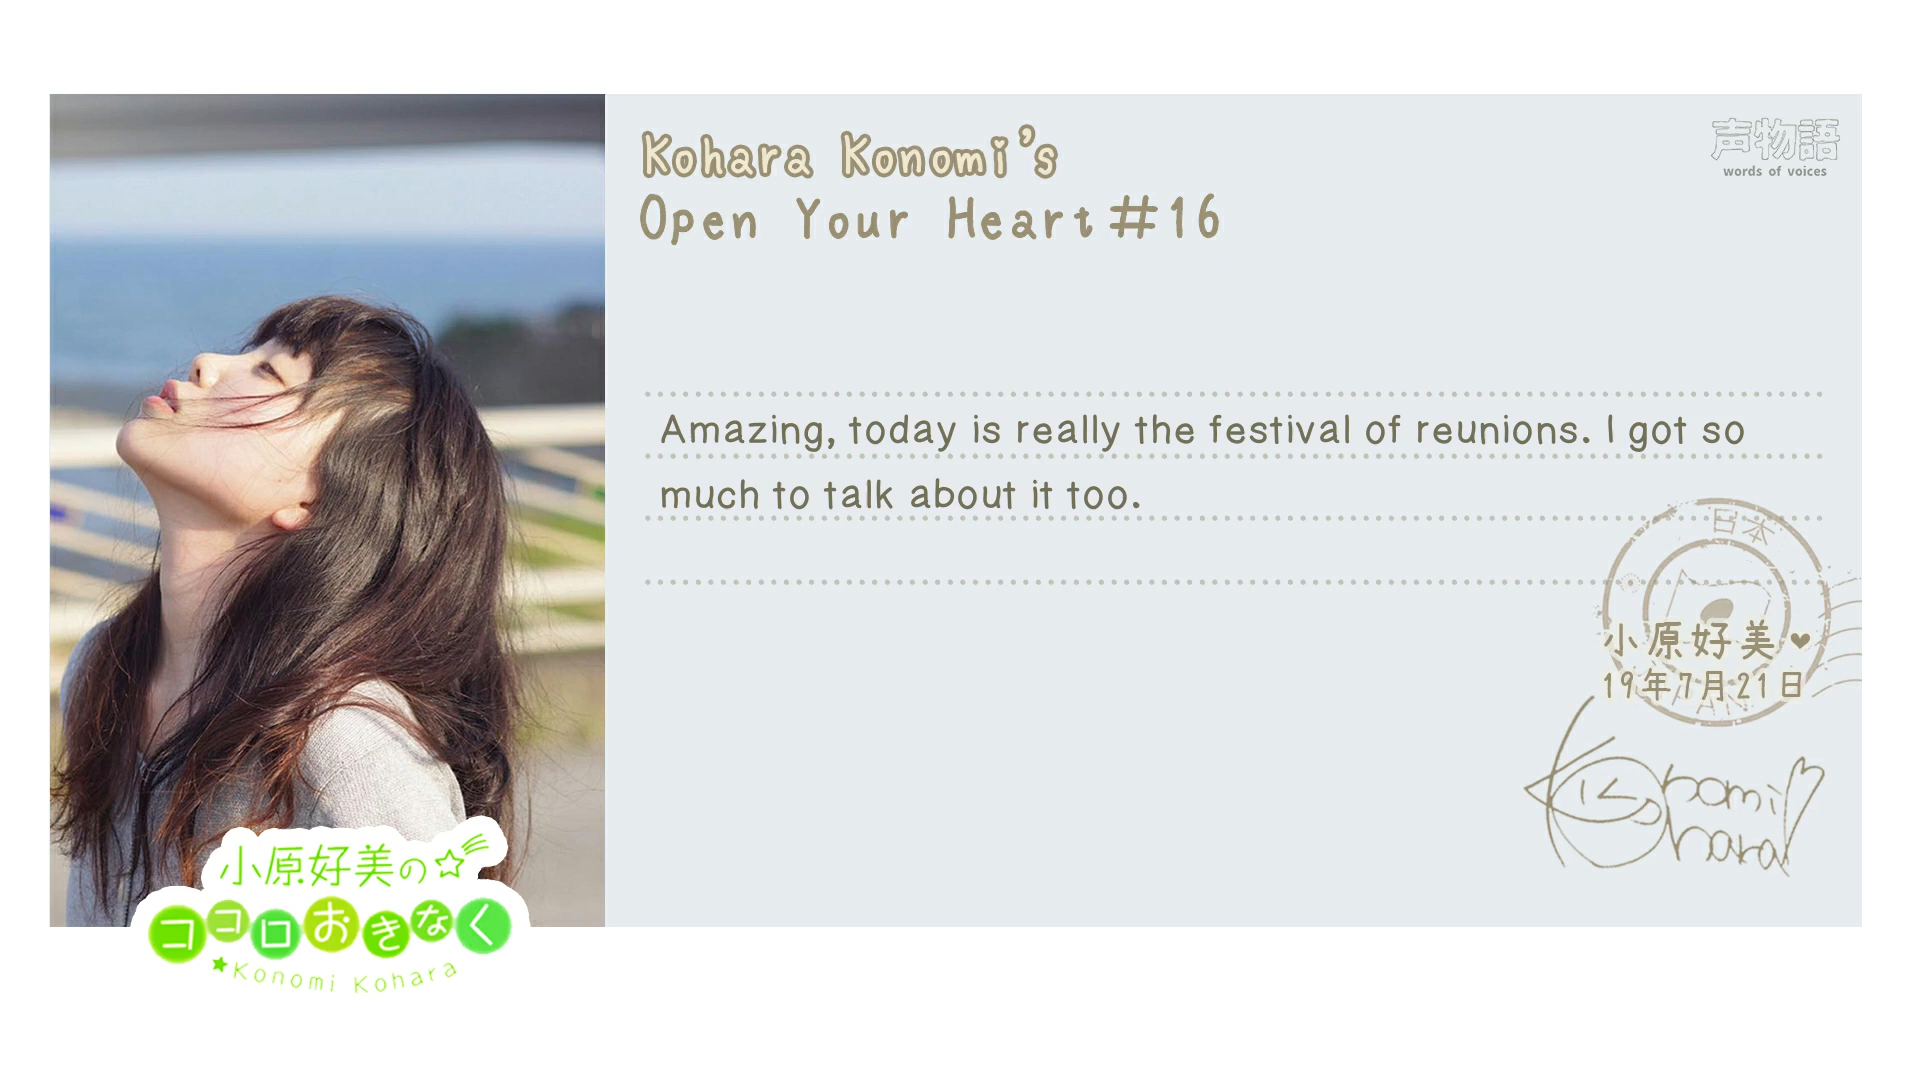 Kohara Konomi's
Open Your Heart#16
声物語
words of voices
Amazing, today is really the festival of reunions. I got so
much to talk about it too.
日本
小原好美❤
19年7月21日
Konomi
Kohara
小原好美の☆
ココロおきなく
★Konomi Kohara